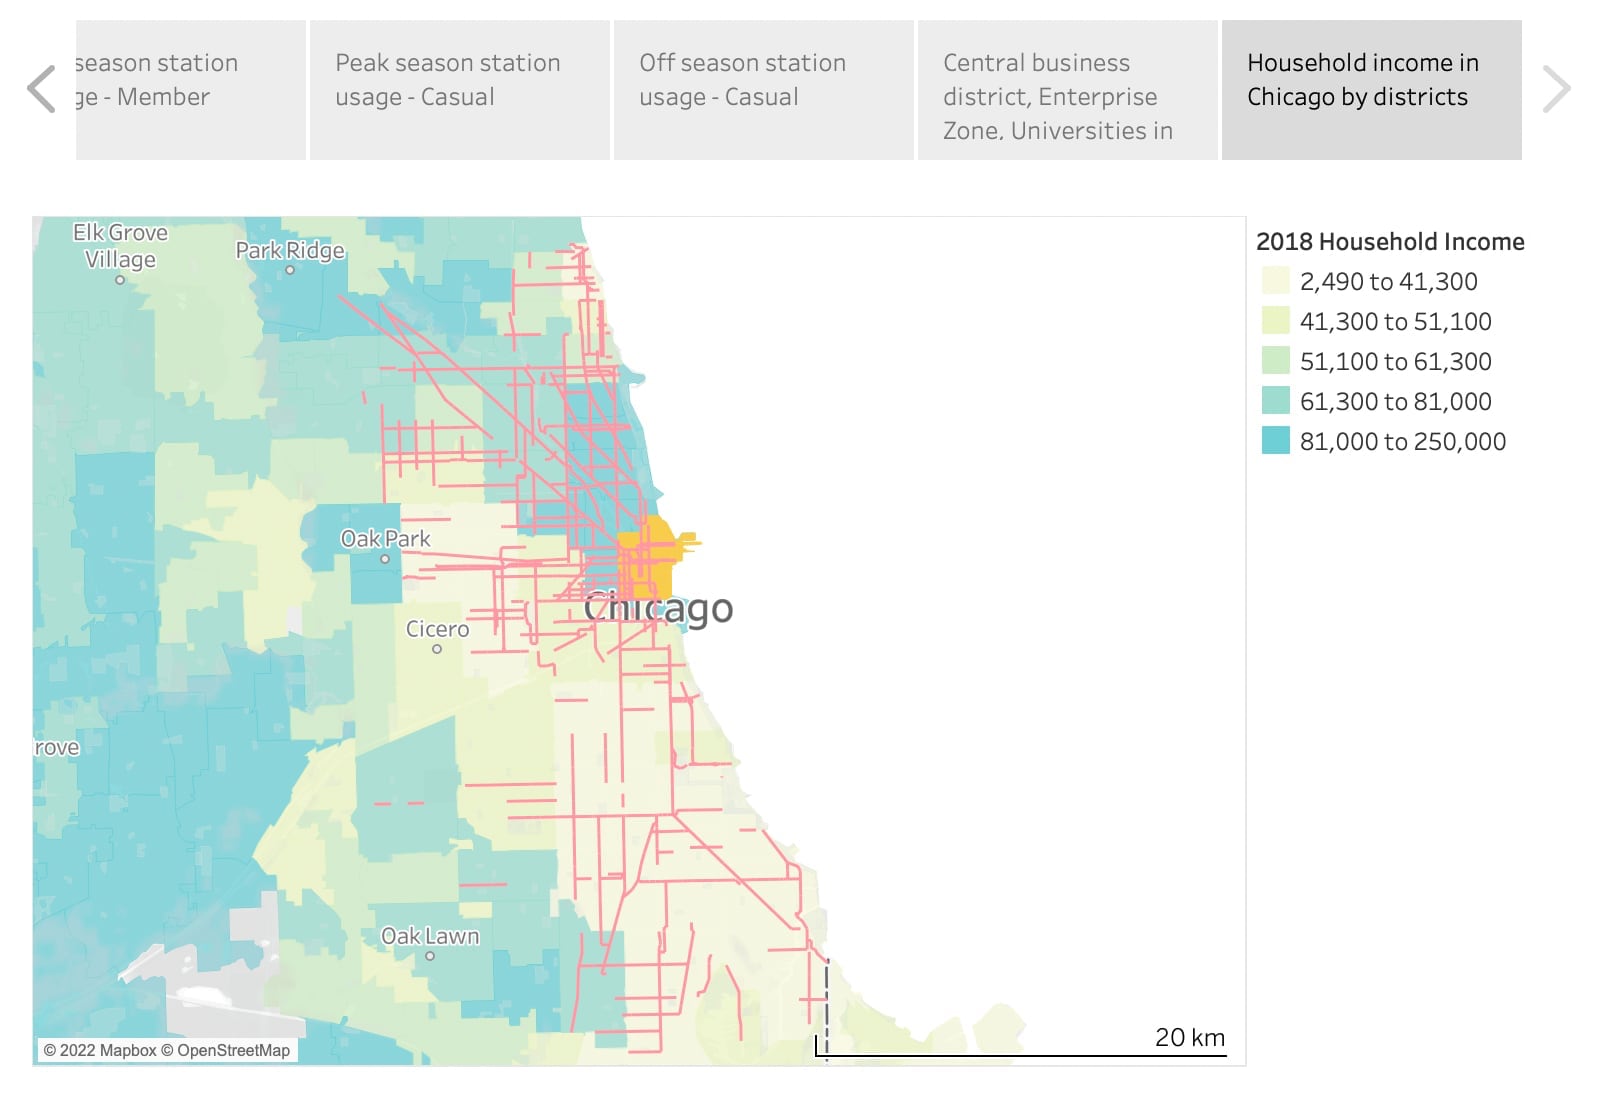 season station
ge - Member
Peak season station
usage - Casual
Off season station
usage - Casual
Central business
district, Enterprise
Zone, Universities in
Household income in
Chicago by districts
Elk Grove
Village
Park Ridge
Oak Park
Chicago
Cicero
rove
Oak Lawn
20 km
© 2022 Mapbox © OpenStreetMap
2018 Household Income
2,490 to 41,300
41,300 to 51,100
51,100 to 61,300
61,300 to 81,000
81,000 to 250,000